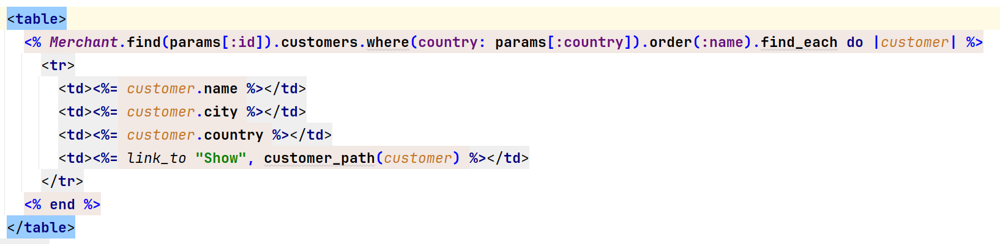 <table>
<% Merchant.find(params[:id]).customers.where(country: params[:country]).order(:name).find_each do |customer| %>
<tr>
<td><%= customer.name %></td>
<td><%= customer.city %></td>
<td><%= customer.country %></td>
<td><%= link_to "Show", customer_path(customer) %></td>
</tr>
<% end %>
</table>